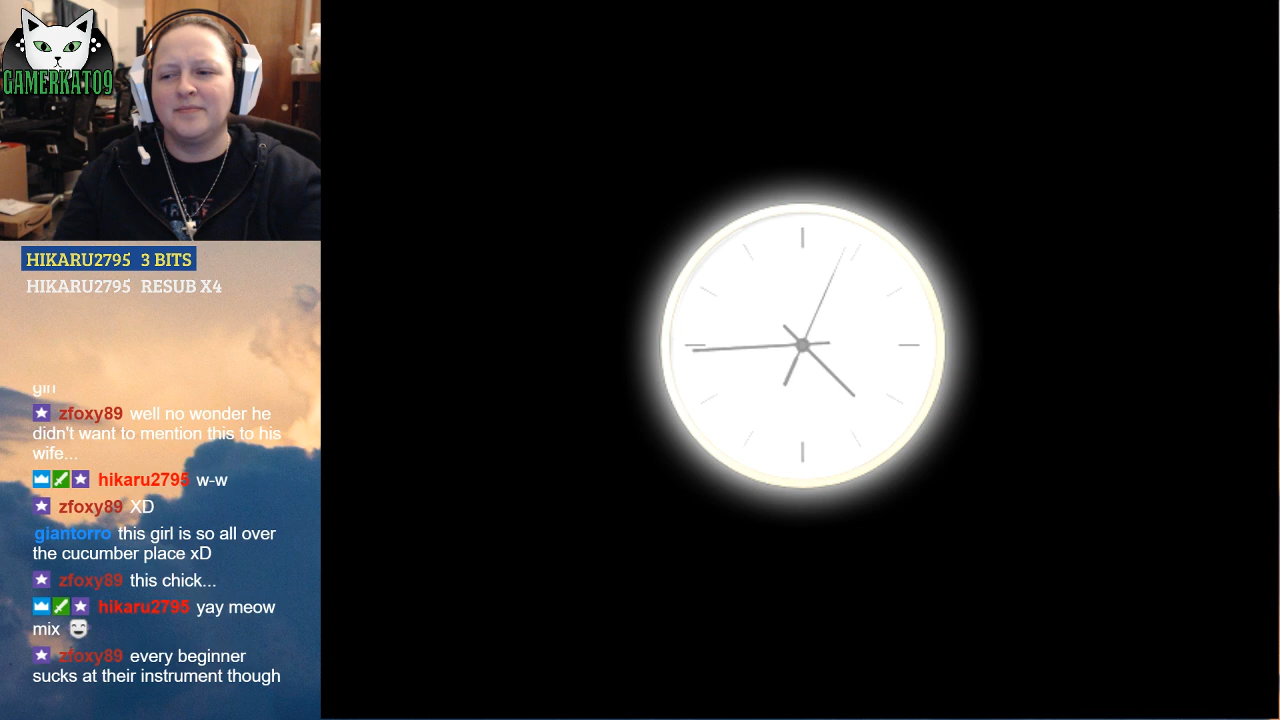 GAMERKAT09
HIKARU2795 3 BITS
HIKARU2795 RESUB X4
girl
zfoxy89 well no wonder he
didn't want to mention this to his
wife...
hikaru2795 w-w
zfoxy89 XD
giantorro this girl is so all over
the cucumber place xD
zfoxy89 this chick...
hikaru2795 yay meow
mix
zfoxy89 every beginner
sucks at their instrument though